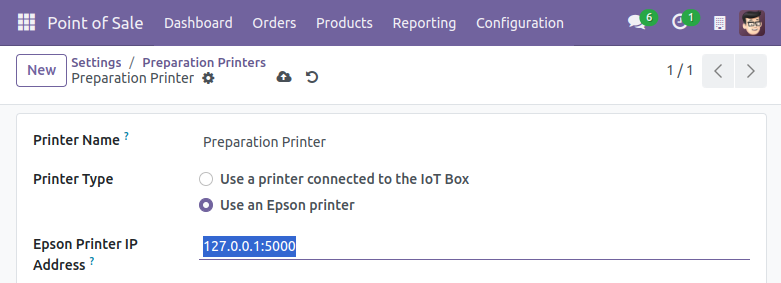 Point of Sale Dashboard Orders Products Reporting Configuration 6 1
New Settings / Preparation Printers
Preparation Printer 1 / 1
Printer Name ? Preparation Printer
Printer Type Use a printer connected to the IoT Box
Use an Epson printer
Epson Printer IP 127.0.0.1:5000
Address ?